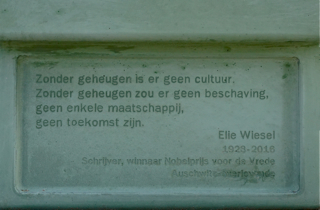 Zonder geheugen is er geen cultuur.
Zonder geheugen zou er geen beschaving,
geen enkele maatschappij,
geen toekomst zijn.
Elie Wiesel
1928-2016
Schrijver, winnaar Nobelprijs voor de Vrede